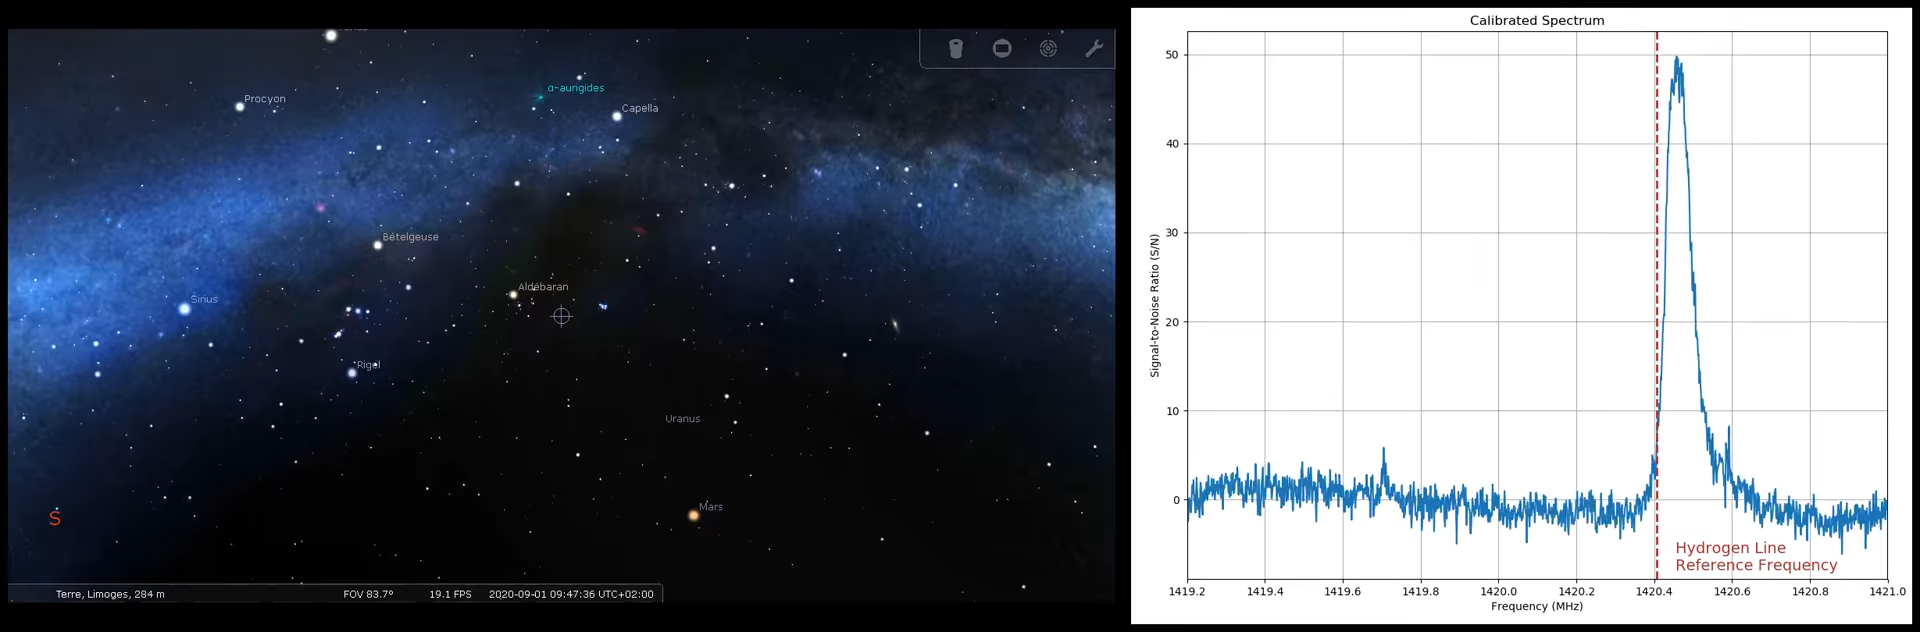 α-aurigides
Procyon
Capella
Bételgeuse
Aldébaran
Sirius
Rigel
Uranus
Mars
S
Terre, Limoges, 284 m FOV 83.7° 19.1 FPS 2020-09-01 09:47:36 UTC+02:00
Calibrated Spectrum
Signal-to-Noise Ratio (S/N)
50
40
30
20
10
0
Hydrogen Line
Reference Frequency
1419.2 1419.4 1419.6 1419.8 1420.0 1420.2 1420.4 1420.6 1420.8 1421.0
Frequency (MHz)